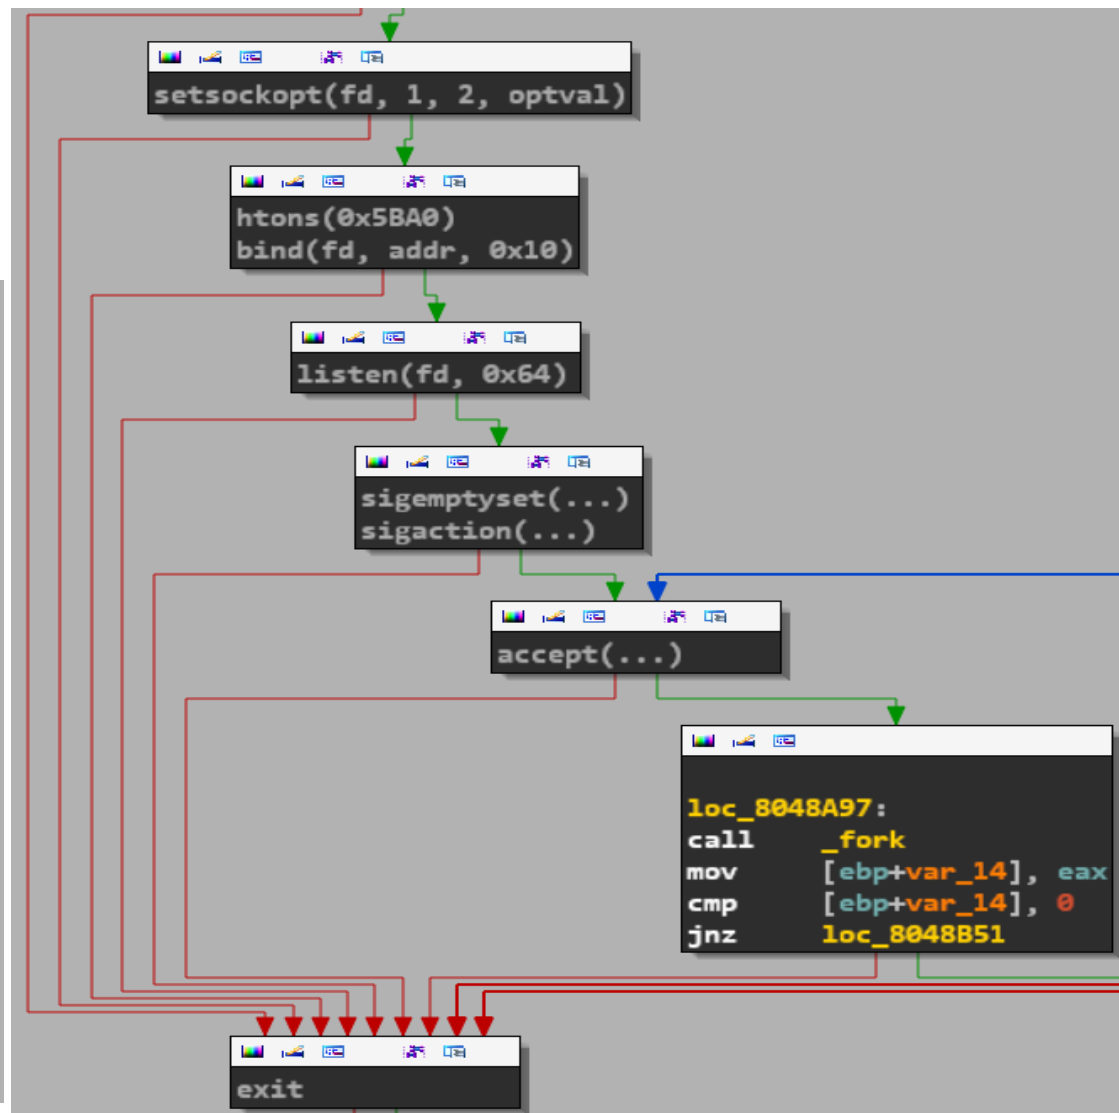 setsockopt(fd, 1, 2, optval)
htons(0x5BA0)
bind(fd, addr, 0x10)
listen(fd, 0x64)
sigemptyset(...)
sigaction(...)
accept(...)
loc_8048A97:
call _fork
mov [ebp+var_14], eax
cmp [ebp+var_14], 0
jnz loc_8048B51
exit